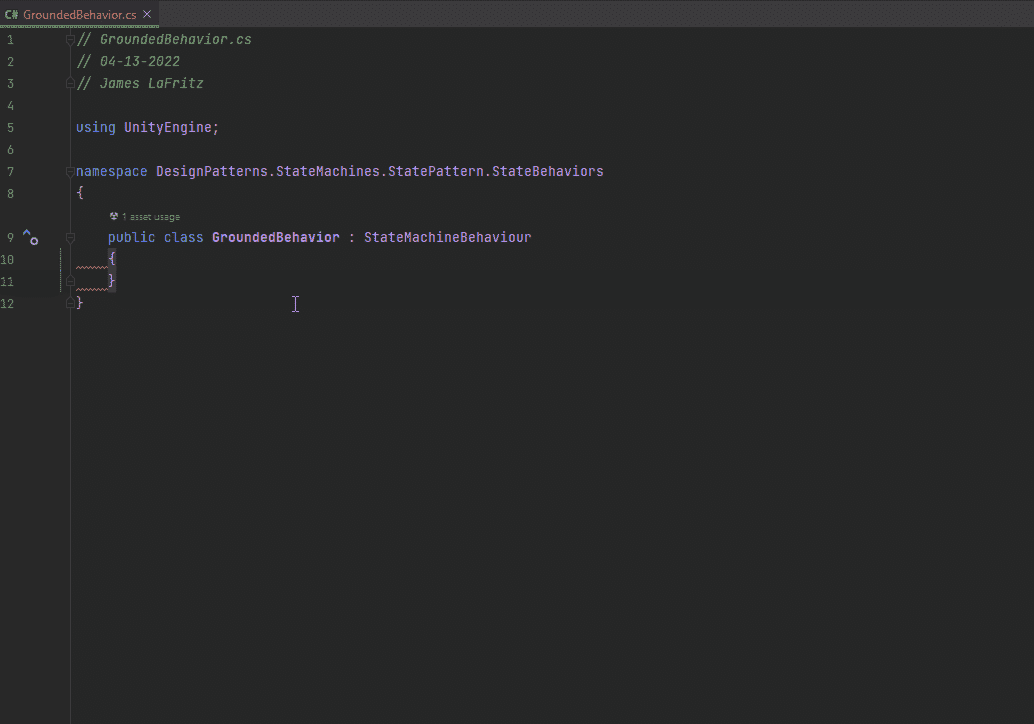 C# GroundedBehavior.cs ×
1 // GroundedBehavior.cs
2 // 04-13-2022
3 // James LaFritz
4
5 using UnityEngine;
6
7 namespace DesignPatterns.StateMachines.StatePattern.StateBehaviors
8 {
1 asset usage
9 public class GroundedBehavior : StateMachineBehaviour
10 {
11 }
12 }